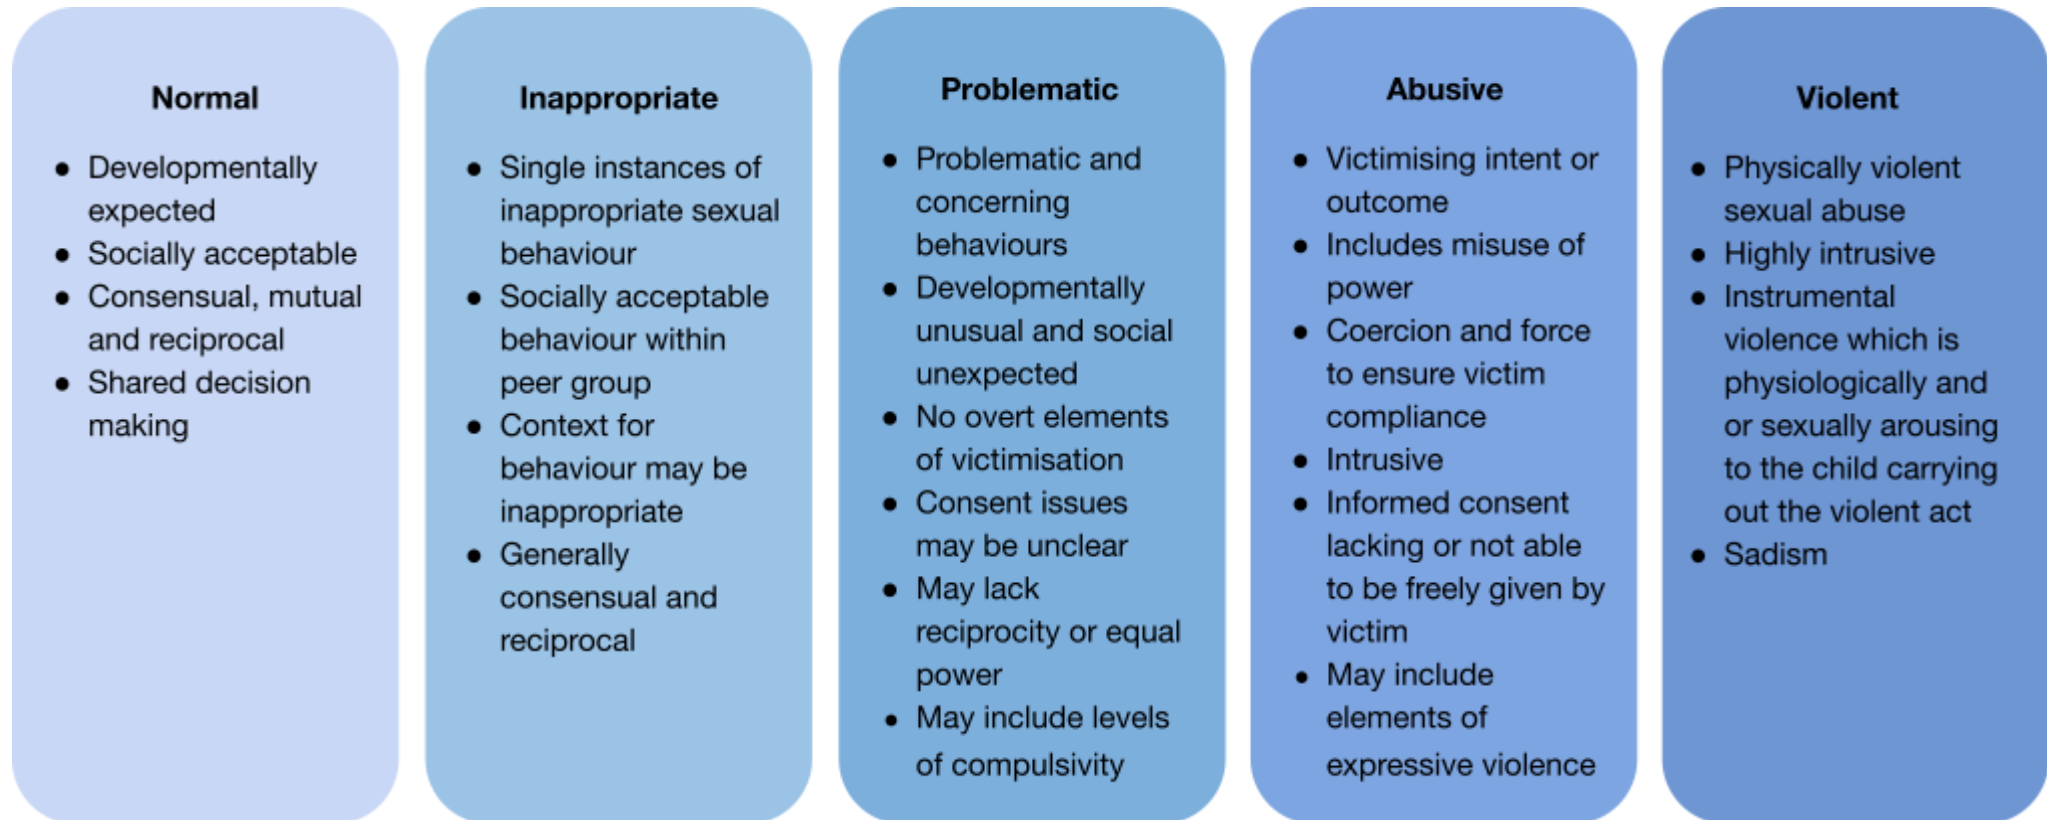 Normal
• Developmentally
expected
• Socially acceptable
• Consensual, mutual
and reciprocal
• Shared decision
making
Inappropriate
• Single instances of
inappropriate sexual
behaviour
• Socially acceptable
behaviour within
peer group
• Context for
behaviour may be
inappropriate
• Generally
consensual and
reciprocal
Problematic
• Problematic and
concerning
behaviours
• Developmentally
unusual and social
unexpected
• No overt elements
of victimisation
• Consent issues
may be unclear
• May lack
reciprocity or equal
power
• May include levels
of compulsivity
Abusive
• Victimising intent or
outcome
• Includes misuse of
power
• Coercion and force
to ensure victim
compliance
• Intrusive
• Informed consent
lacking or not able
to be freely given by
victim
• May include
elements of
expressive violence
Violent
• Physically violent
sexual abuse
• Highly intrusive
• Instrumental
violence which is
physiologically and
or sexually arousing
to the child carrying
out the violent act
• Sadism